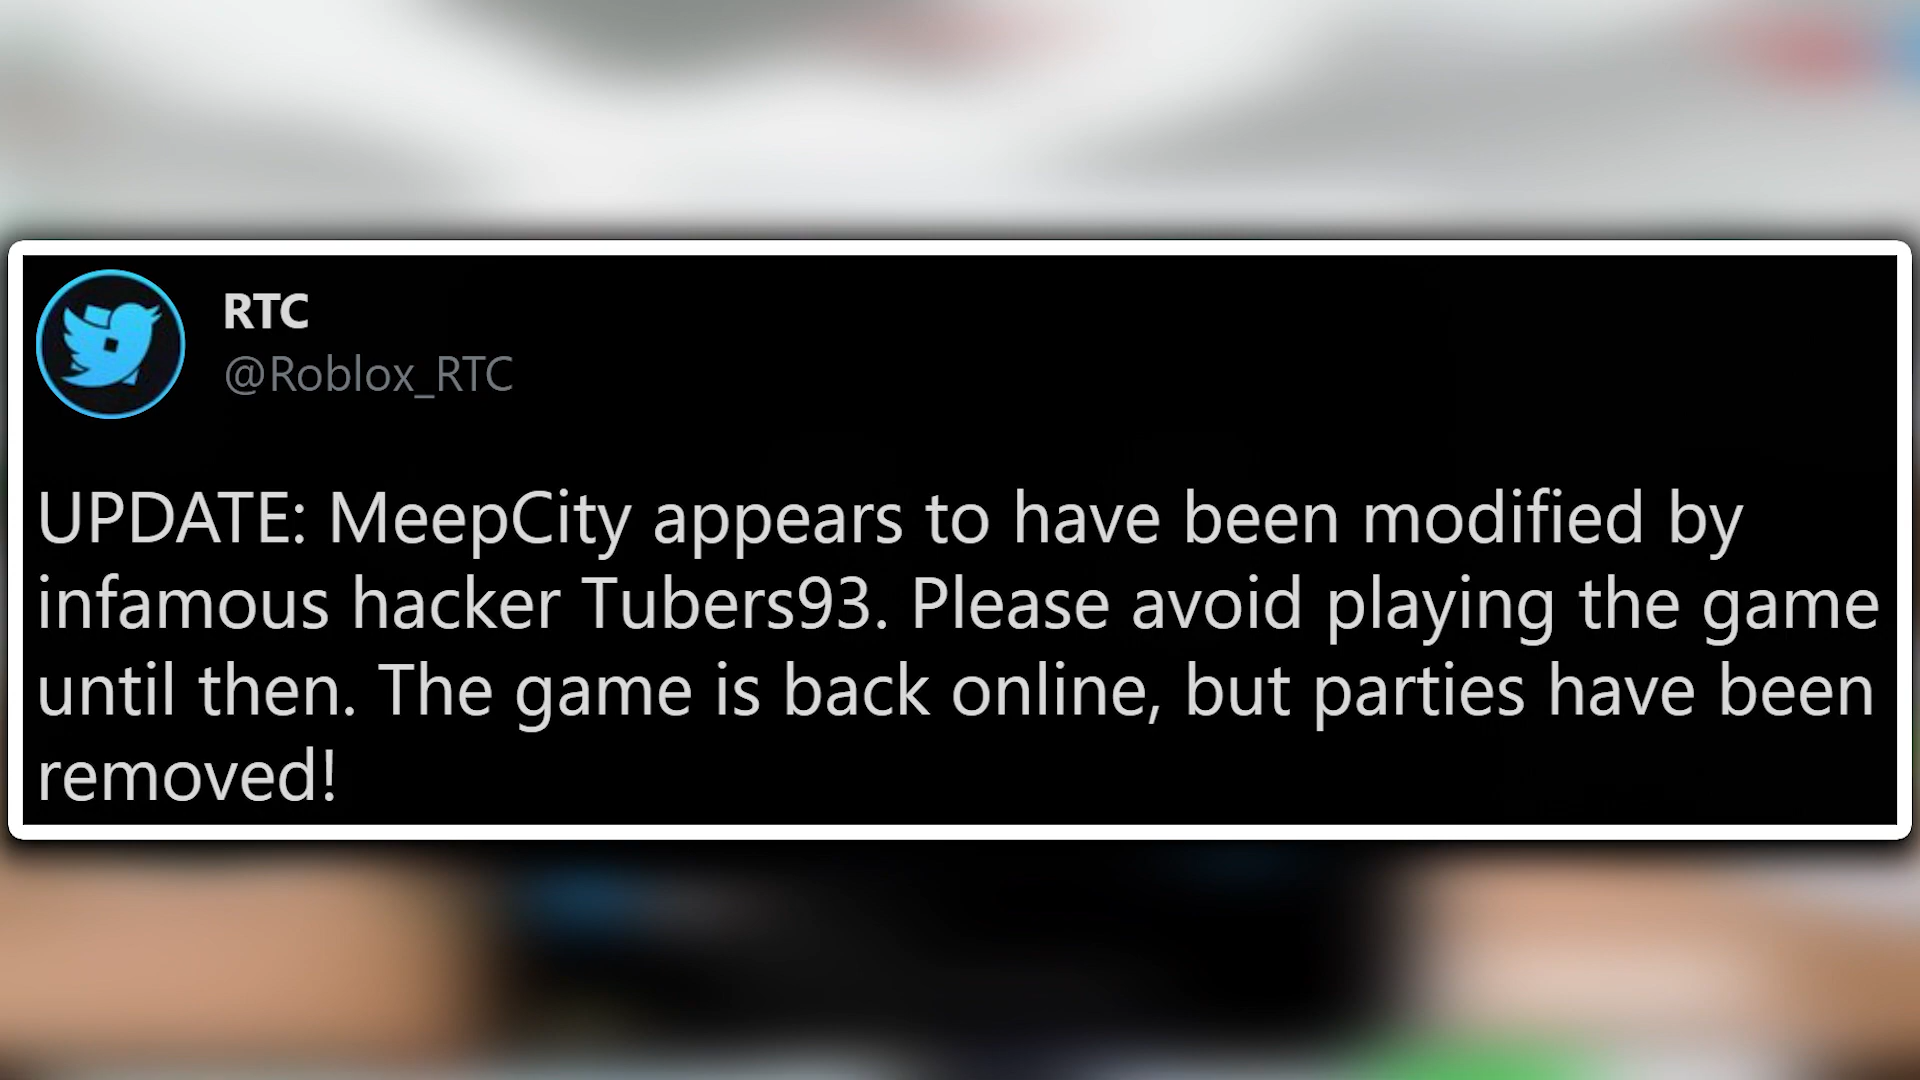 RTC
@Roblox_RTC
UPDATE: MeepCity appears to have been modified by
infamous hacker Tubers93. Please avoid playing the game
until then. The game is back online, but parties have been
removed!